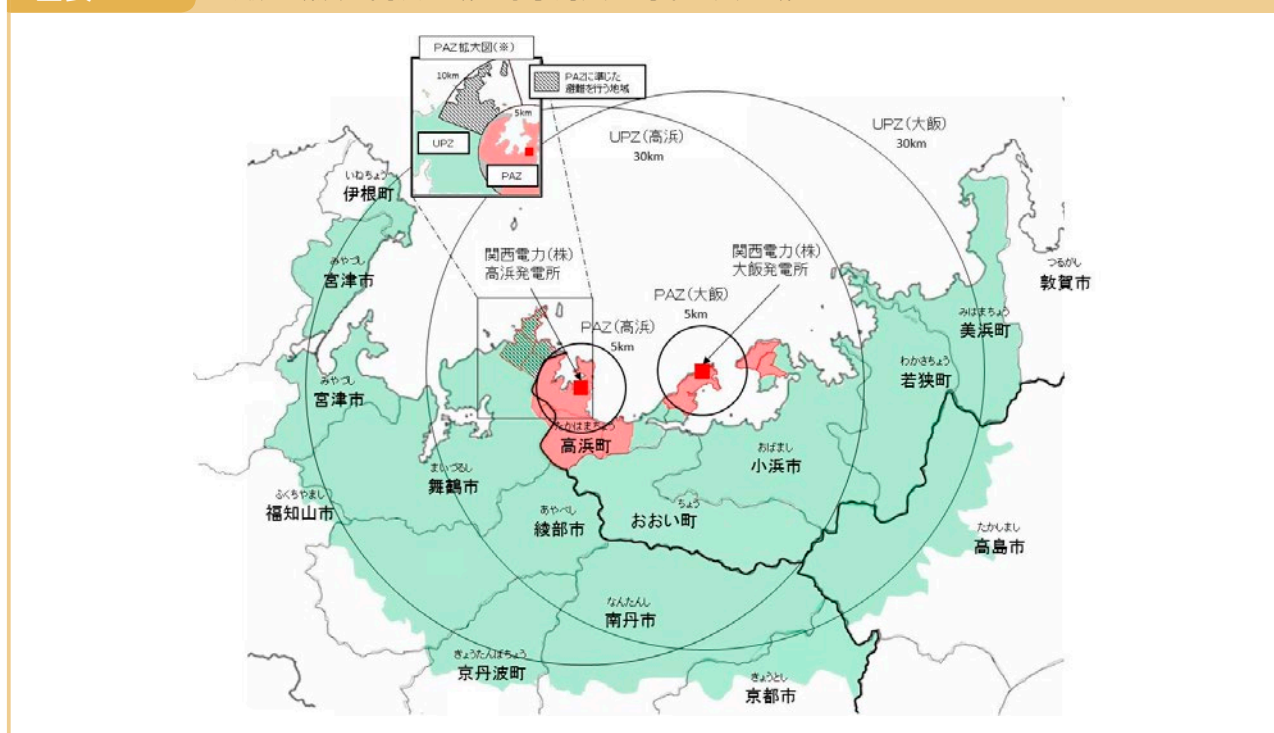 PAZ拡大図(※)
10km
5km
UPZ
PAZ
PAZに準じた
避難を行う地域
UPZ(高浜)
30km
UPZ(大飯)
30km
いねちょう
伊根町
みやづし
宮津市
関西電力(株)
高浜発電所
関西電力(株)
大飯発電所
つるがし
敦賀市
PAZ(大飯)
5km
PAZ(高浜)
5km
みはまちょう
美浜町
わかさちょう
若狭町
みやづし
宮津市
たかはまちょう
高浜町
おばまし
小浜市
まいづるし
舞鶴市
ふくちやまし
福知山市
あやべし
綾部市
ちょう
おおい町
たかしまし
高島市
なんたんし
南丹市
きょうたんばちょう
京丹波町
きょうとし
京都市